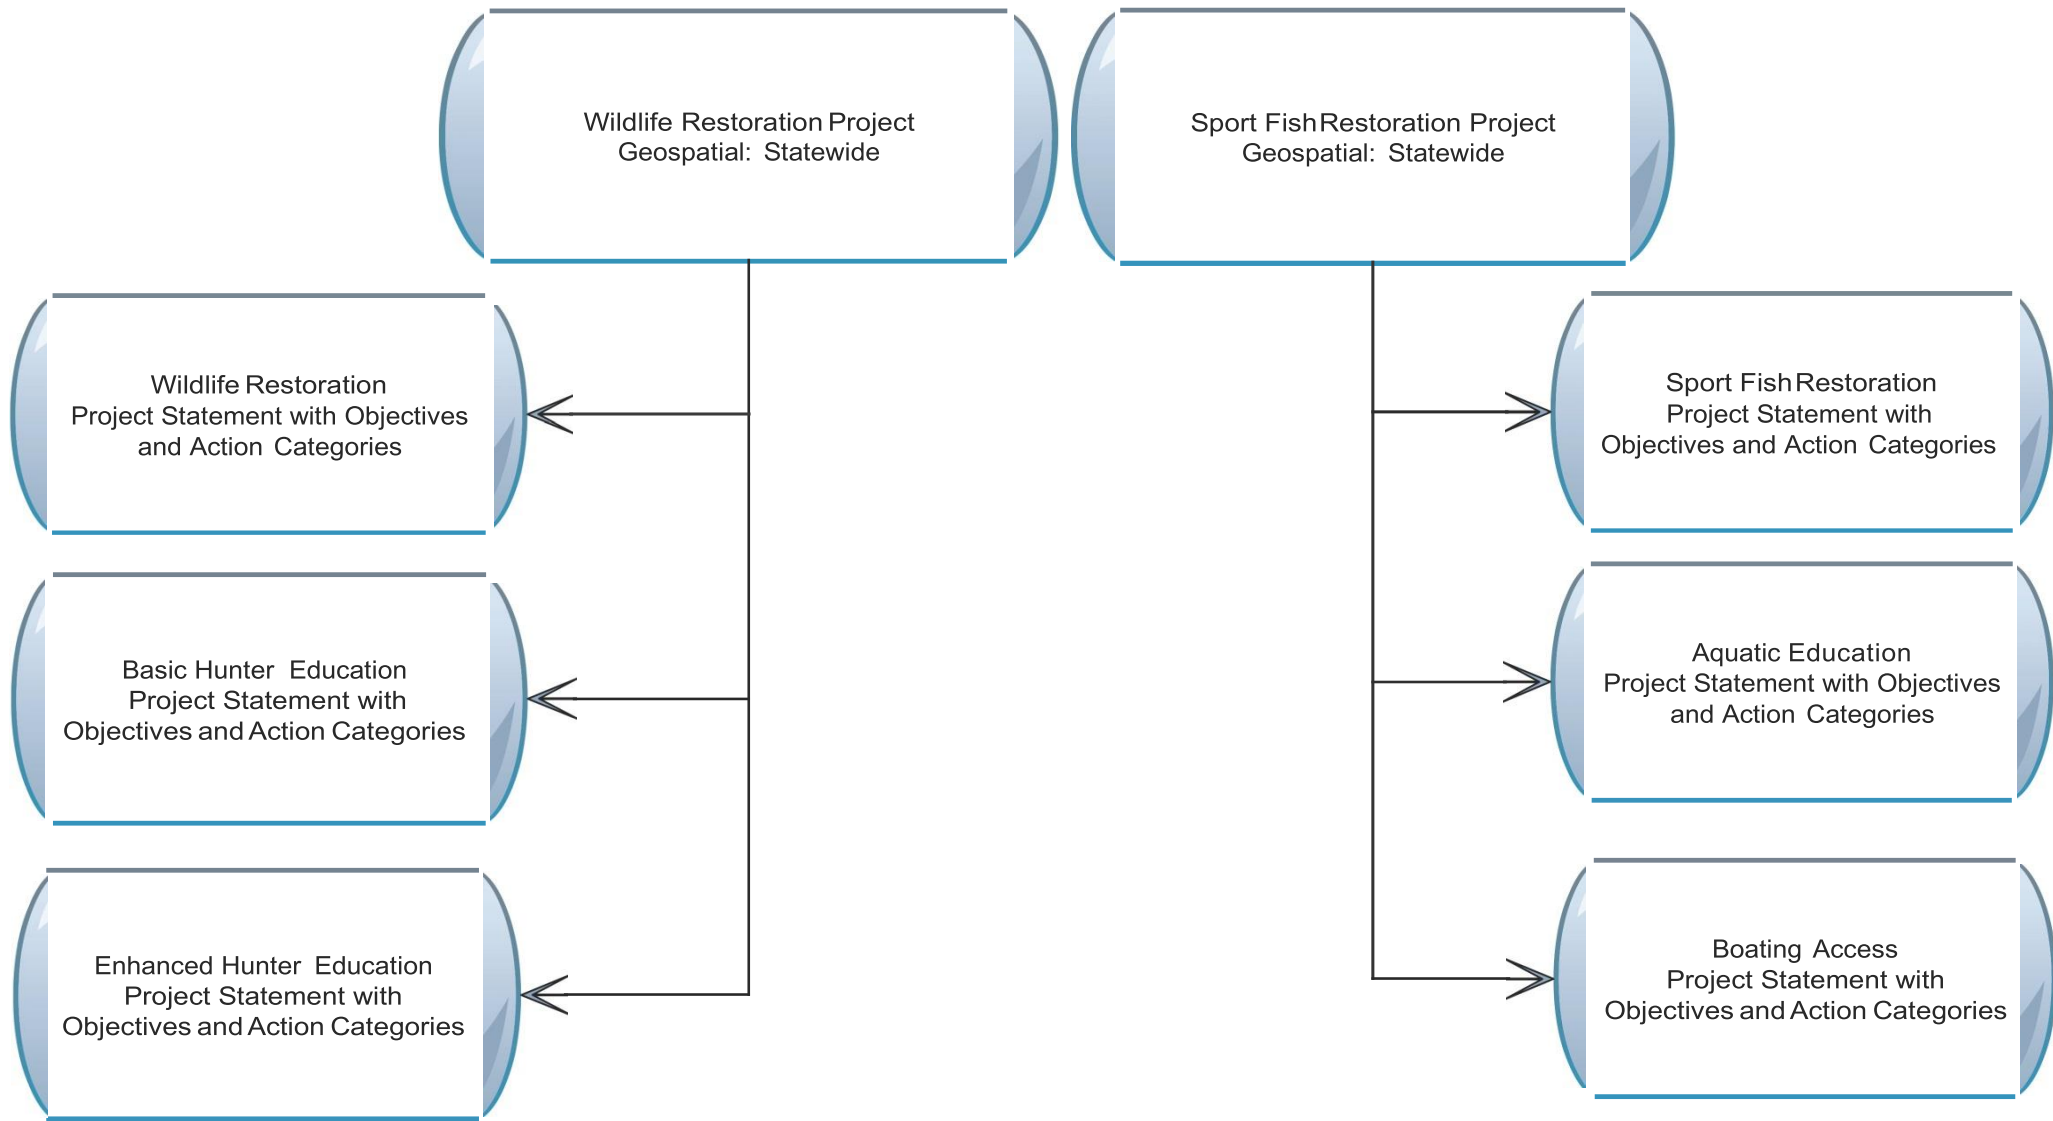 Wildlife Restoration Project
Geospatial: Statewide
Sport Fish Restoration Project
Geospatial: Statewide
Wildlife Restoration
Project Statement with Objectives
and Action Categories
Sport Fish Restoration
Project Statement with
Objectives and Action Categories
Basic Hunter Education
Project Statement with
Objectives and Action Categories
Aquatic Education
Project Statement with Objectives
and Action Categories
Enhanced Hunter Education
Project Statement with
Objectives and Action Categories
Boating Access
Project Statement with
Objectives and Action Categories